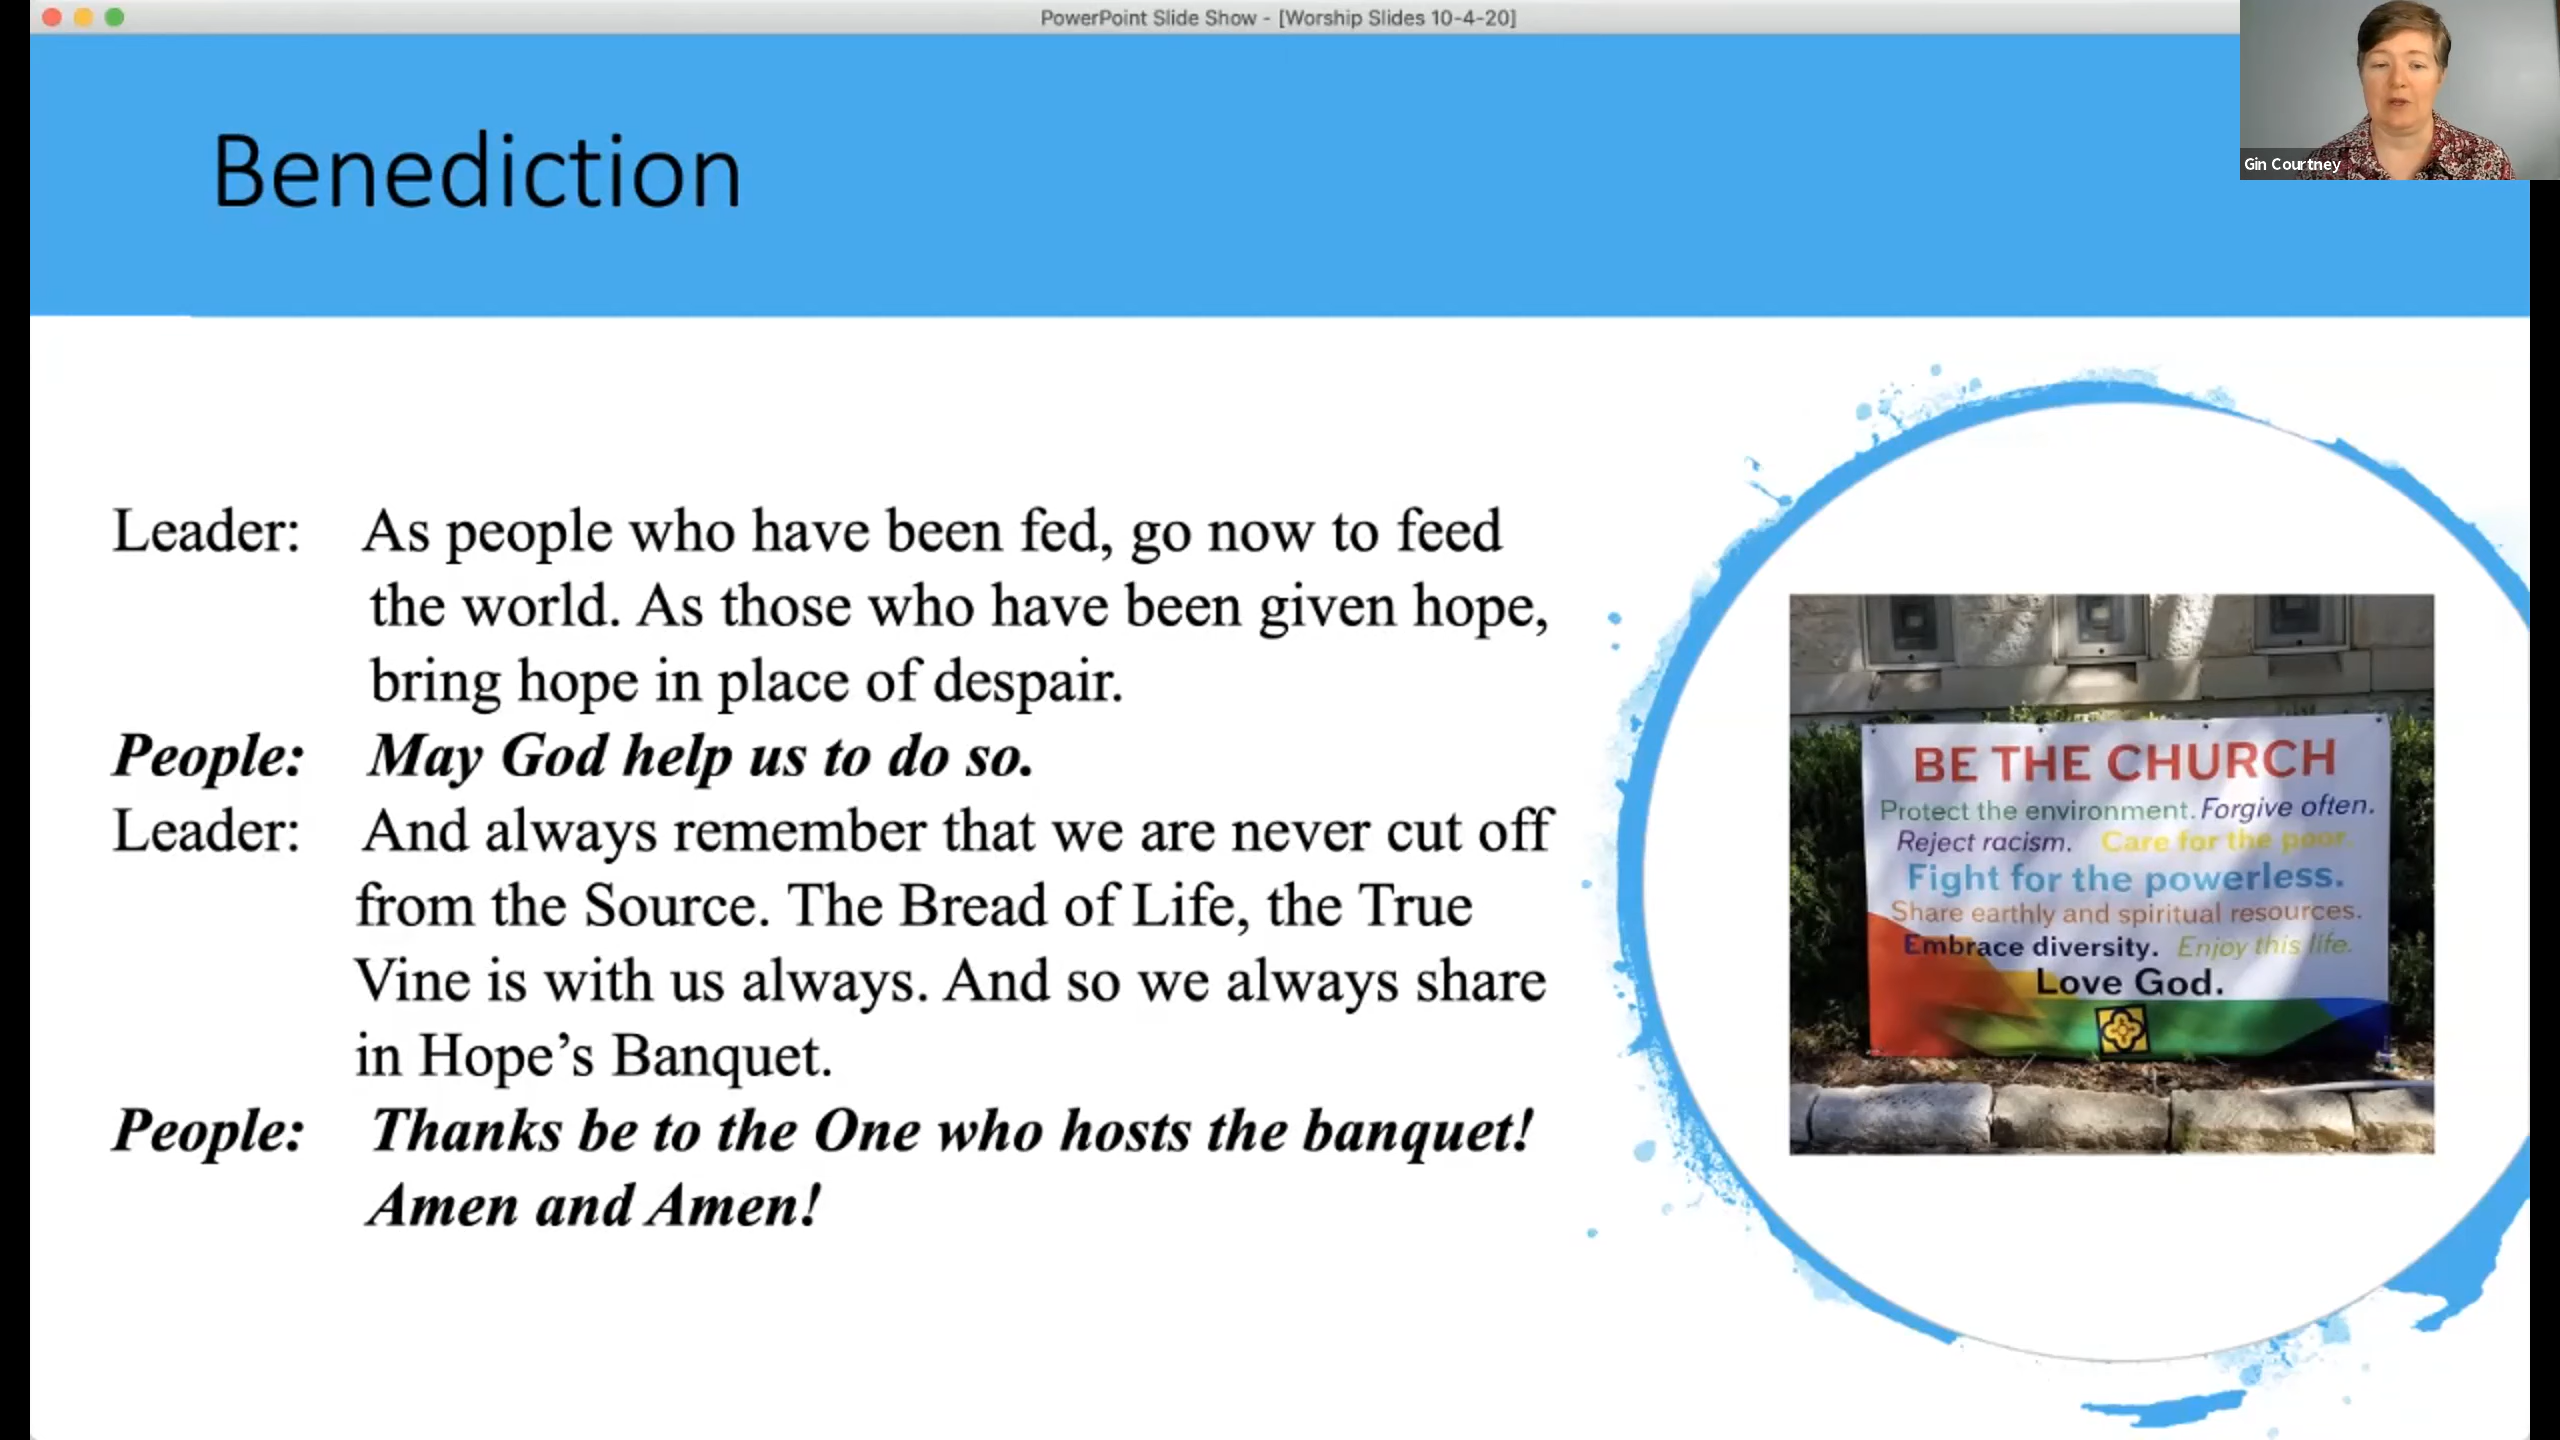 PowerPoint Slide Show - [Worship Slides 10-4-20]
Gin Courtney
Benediction
Leader: As people who have been fed, go now to feed
the world. As those who have been given hope,
bring hope in place of despair.
People: May God help us to do so.
Leader: And always remember that we are never cut off
from the Source. The Bread of Life, the True
Vine is with us always. And so we always share
in Hope’s Banquet.
People: Thanks be to the One who hosts the banquet!
Amen and Amen!
BE THE CHURCH
Protect the environment. Forgive often.
Reject racism. Care for the poor.
Fight for the powerless.
Share earthly and spiritual resources.
Embrace diversity. Enjoy this life.
Love God.